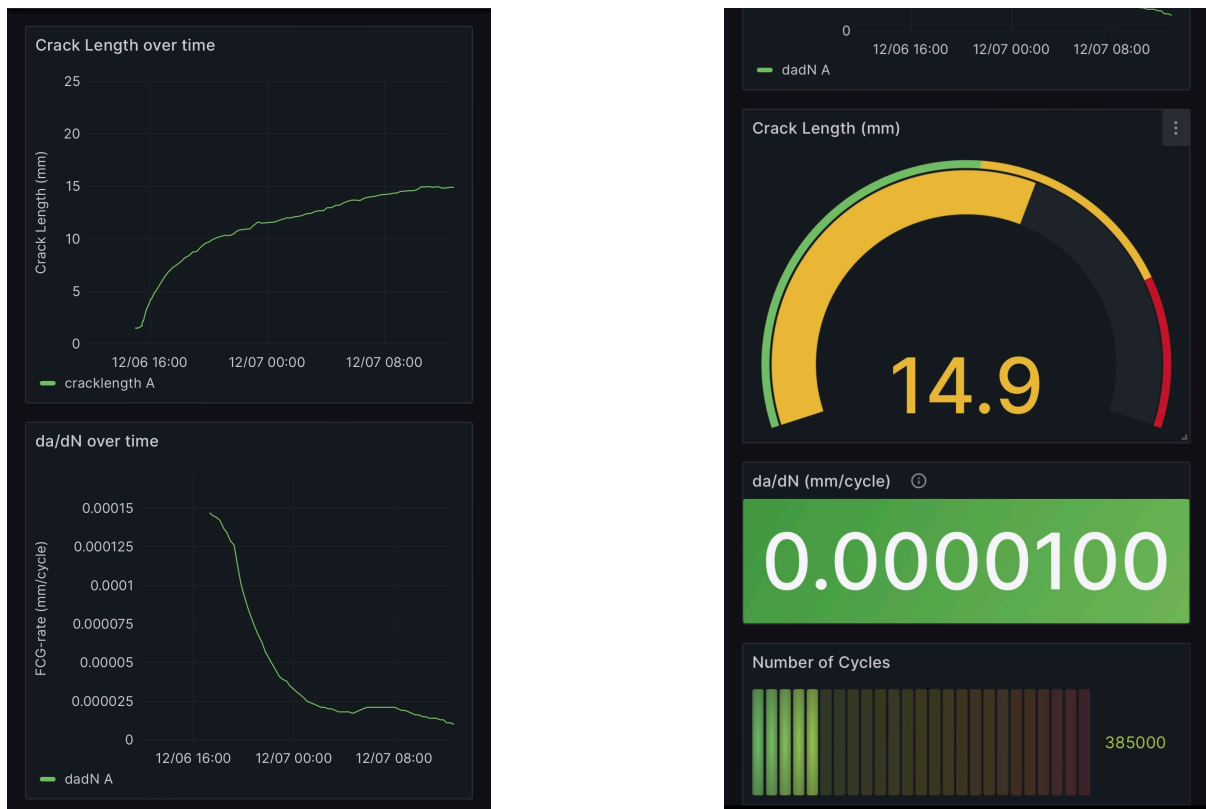 Crack Length over time
25
20
15
10
5
0
Crack Length (mm)
12/06 16:00 12/07 00:00 12/07 08:00
cracklength A
da/dN over time
0.00015
0.000125
0.0001
0.000075
0.00005
0.000025
0
FCG-rate (mm/cycle)
12/06 16:00 12/07 00:00 12/07 08:00
dadN A
0
12/06 16:00 12/07 00:00 12/07 08:00
dadN A
Crack Length (mm)
14.9
da/dN (mm/cycle)
0.0000100
Number of Cycles
385000